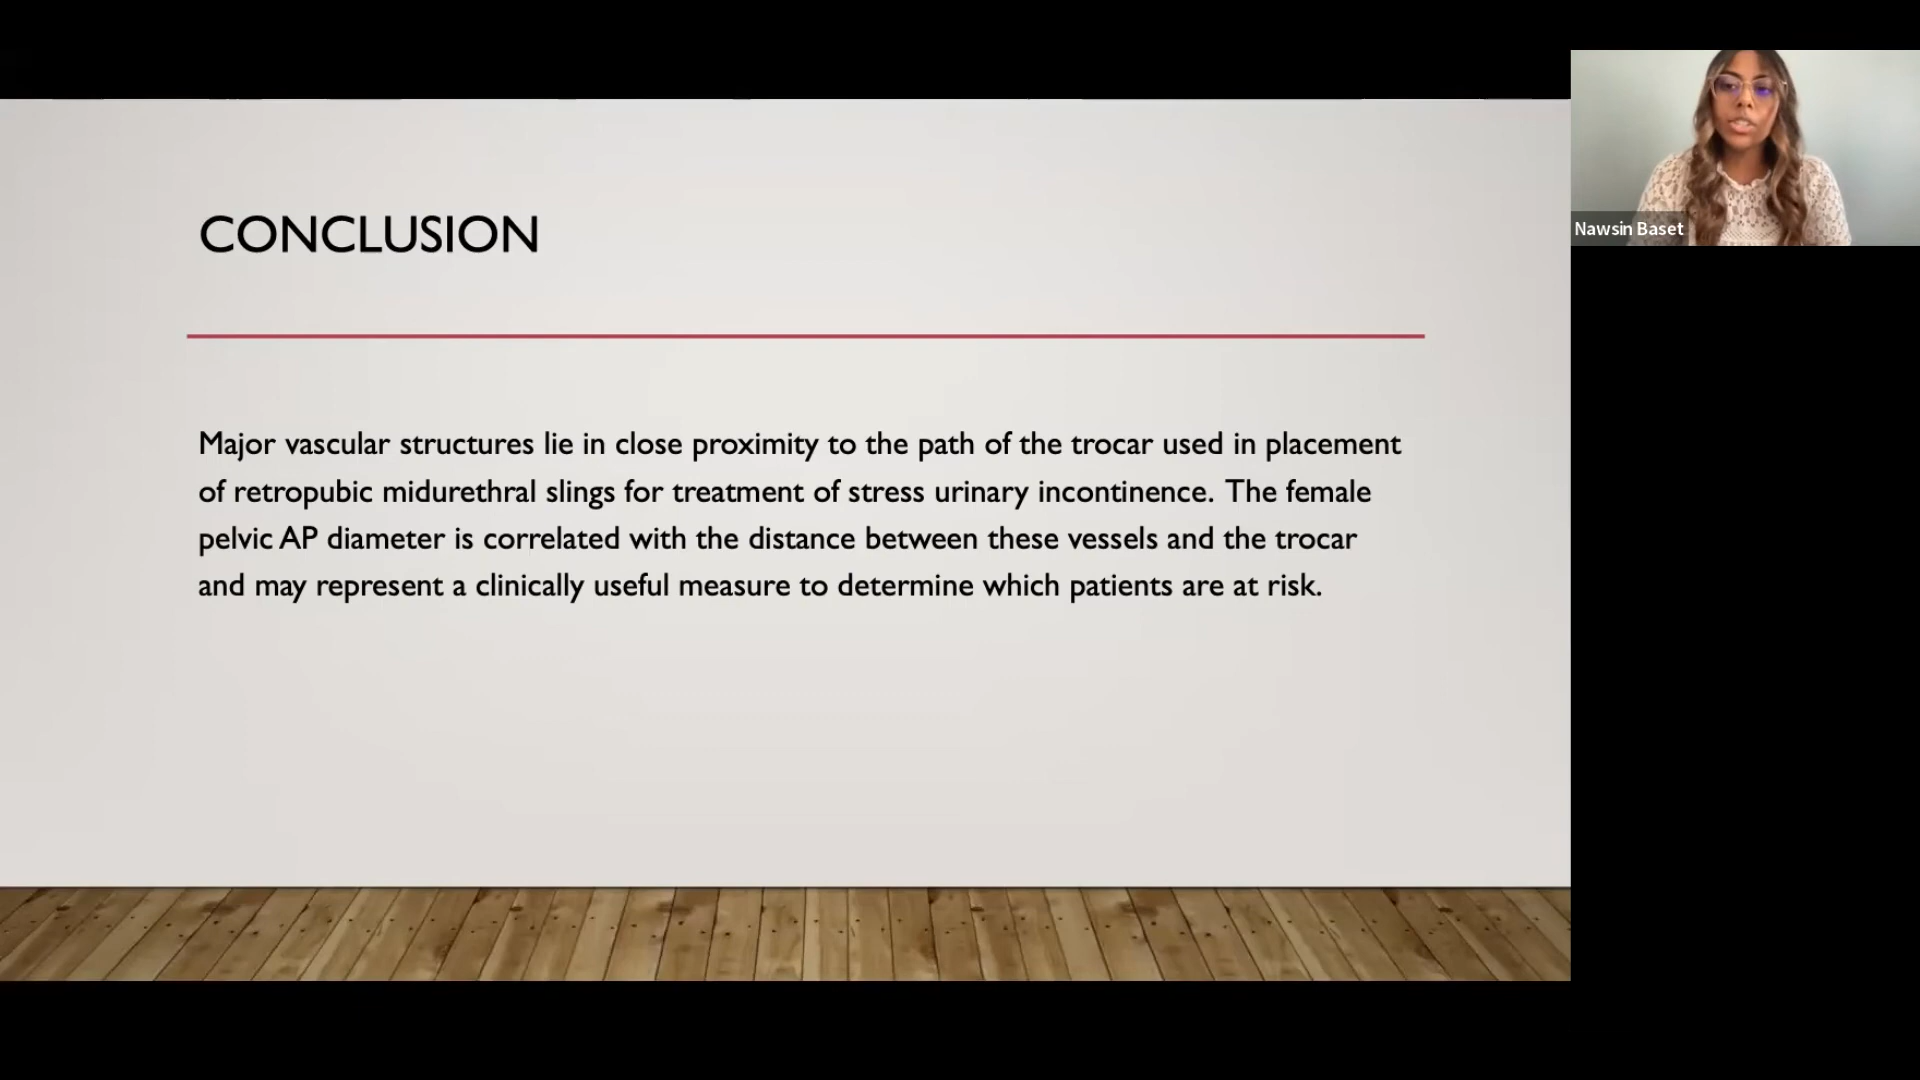 CONCLUSION
Major vascular structures lie in close proximity to the path of the trocar used in placement
of retropubic midurethral slings for treatment of stress urinary incontinence. The female
pelvic AP diameter is correlated with the distance between these vessels and the trocar
and may represent a clinically useful measure to determine which patients are at risk.
Nawsin Baset